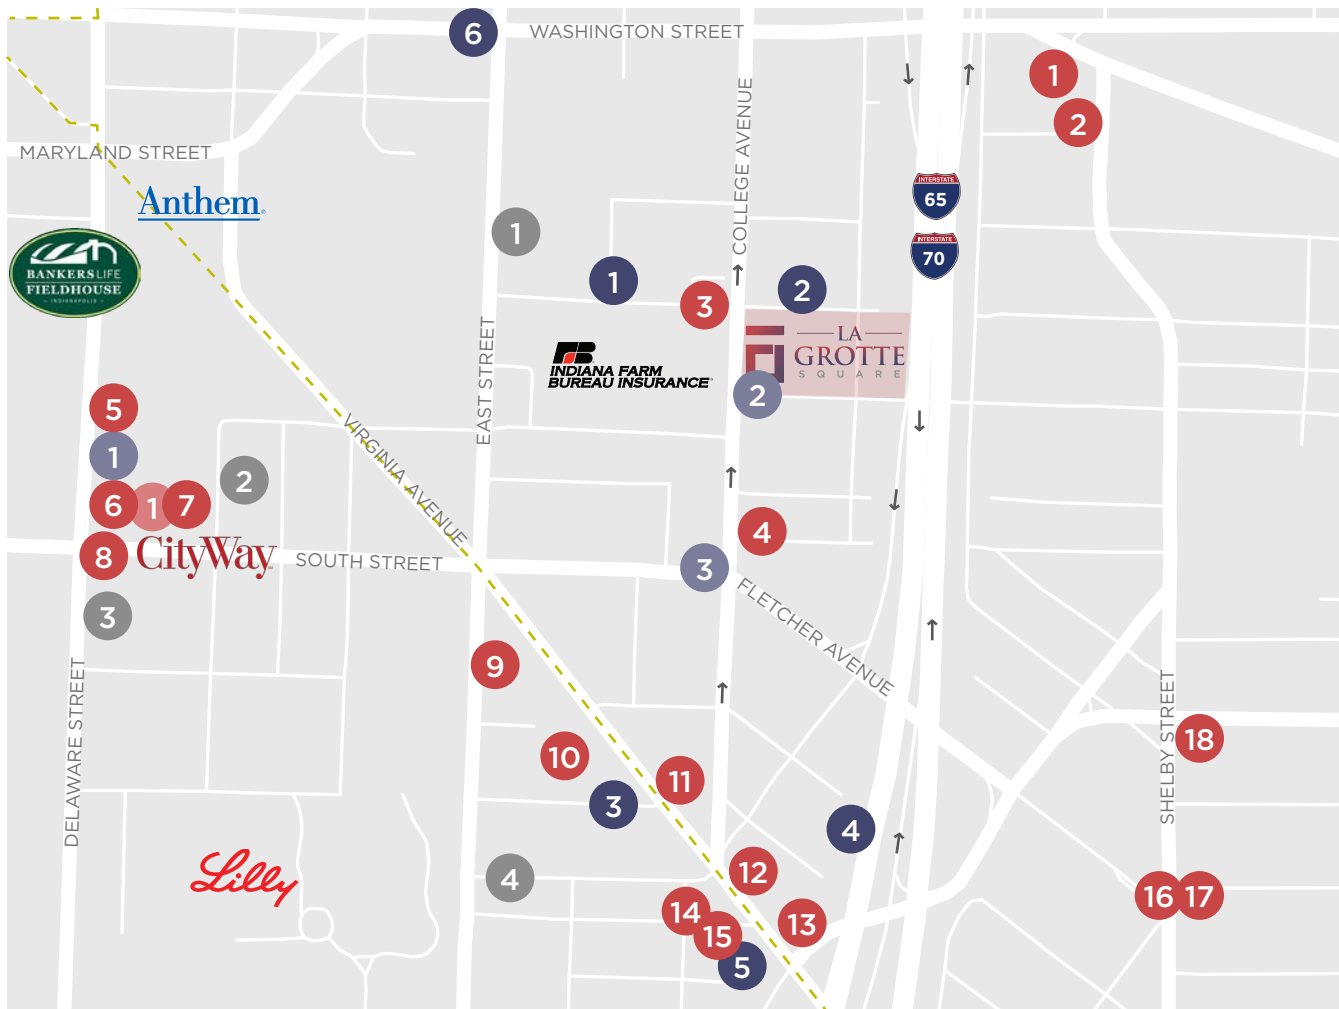 6
WASHINGTON STREET
1
2
MARYLAND STREET
COLLEGE AVENUE
Anthem
INTERSTATE
65
INTERSTATE
70
1
BANKERS LIFE
FIELDHOUSE
INDIANAPOLIS
1
3
2
LA
GROTTE
SQUARE
INDIANA FARM
BUREAU INSURANCE
EAST STREET
2
5
1
VIRGINIA AVENUE
2
6
1
7
4
8
CityWay
SOUTH STREET
3
FLETCHER AVENUE
3
9
DELAWARE STREET
SHELBY STREET
18
10
11
3
4
Lilly
4
12
16
17
14
13
15
5